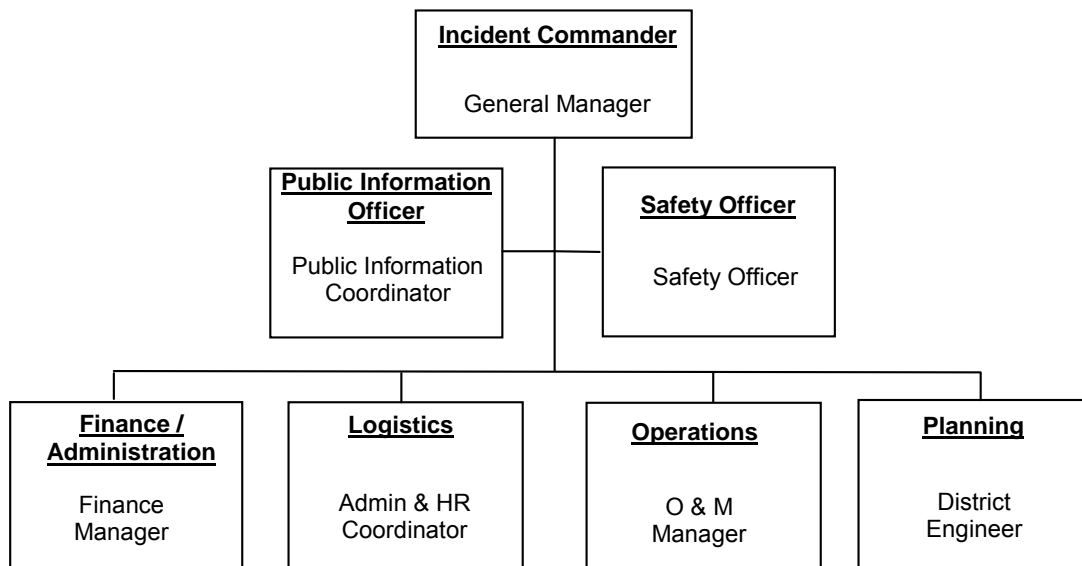 Incident Commander
General Manager
Public Information
Officer
Public Information
Coordinator
Safety Officer
Safety Officer
Finance /
Administration
Finance
Manager
Logistics
Admin & HR
Coordinator
Operations
O & M
Manager
Planning
District
Engineer